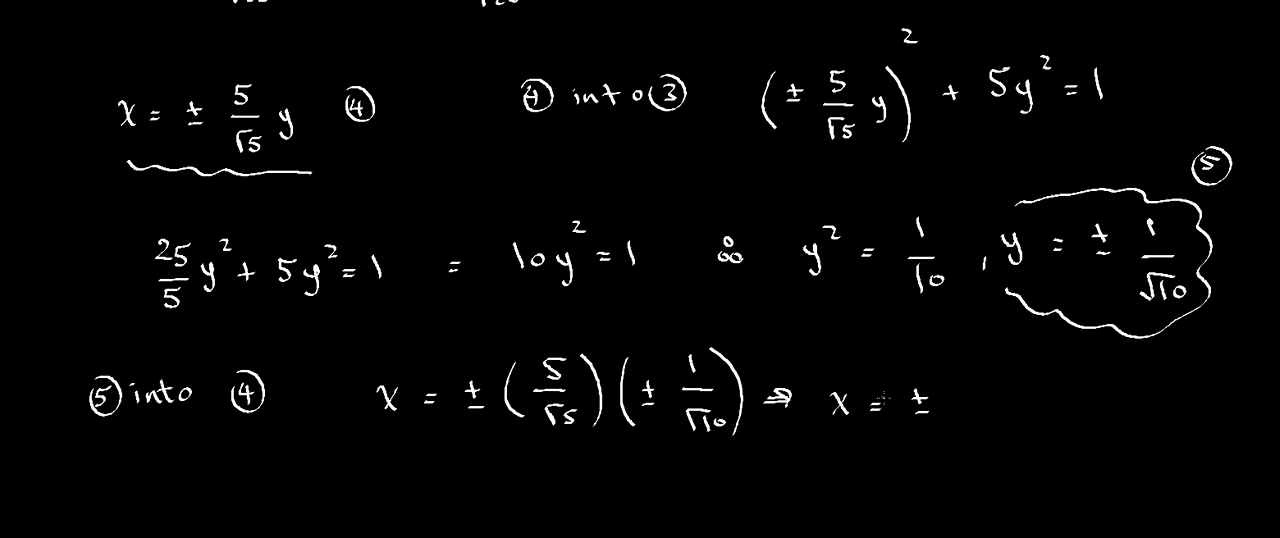 x = ± 5/√5 y ④ ④ into ③ (± 5/√5 y)² + 5y² = 1
⑤
25/5 y² + 5y² = 1 = 10y² = 1 ∴ y² = 1/10 , y = ± 1/√10
⑤ into ④ x = ± (5/√5)(± 1/√10) ⇒ x = ±